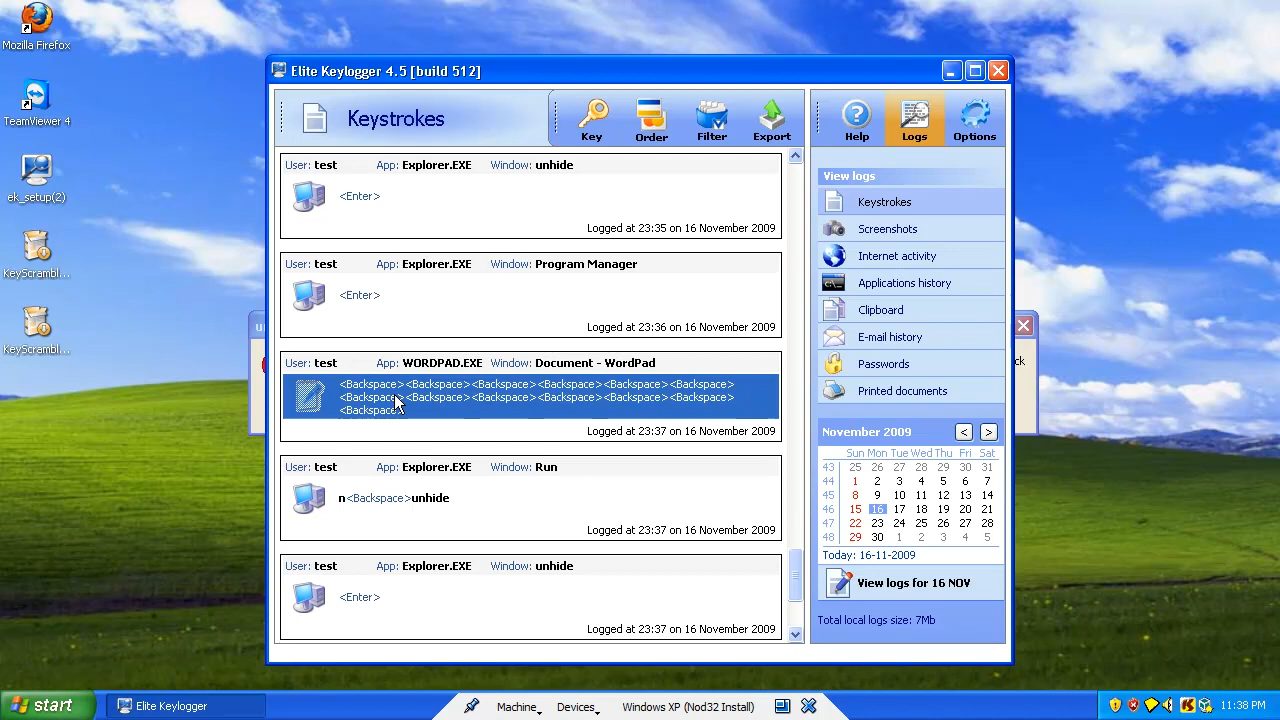 Mozilla Firefox
TeamViewer 4
ek_setup(2)
KeyScrambl...
KeyScrambl...
Elite Keylogger 4.5 [build 512]
Keystrokes
Key
Order
Filter
Export
Help
Logs
Options
User: test App: Explorer.EXE Window: unhide
<Enter>
Logged at 23:35 on 16 November 2009
User: test App: Explorer.EXE Window: Program Manager
<Enter>
Logged at 23:36 on 16 November 2009
User: test App: WORDPAD.EXE Window: Document - WordPad
<Backspace><Backspace><Backspace><Backspace><Backspace><Backspace>
<Backspace><Backspace><Backspace><Backspace><Backspace><Backspace>
<Backspace>
Logged at 23:37 on 16 November 2009
User: test App: Explorer.EXE Window: Run
n<Backspace>unhide
Logged at 23:37 on 16 November 2009
User: test App: Explorer.EXE Window: unhide
<Enter>
Logged at 23:37 on 16 November 2009
View logs
Keystrokes
Screenshots
Internet activity
Applications history
Clipboard
E-mail history
Passwords
Printed documents
November 2009 < >
Sun Mon Tue Wed Thu Fri Sat
43 25 26 27 28 29 30 31
44 1 2 3 4 5 6 7
45 8 9 10 11 12 13 14
46 15 16 17 18 19 20 21
47 22 23 24 25 26 27 28
48 29 30 1 2 3 4 5
Today: 16-11-2009
View logs for 16 NOV
Total local logs size: 7Mb
start
Elite Keylogger
Machine
Devices
Windows XP (Nod32 Install)
11:38 PM